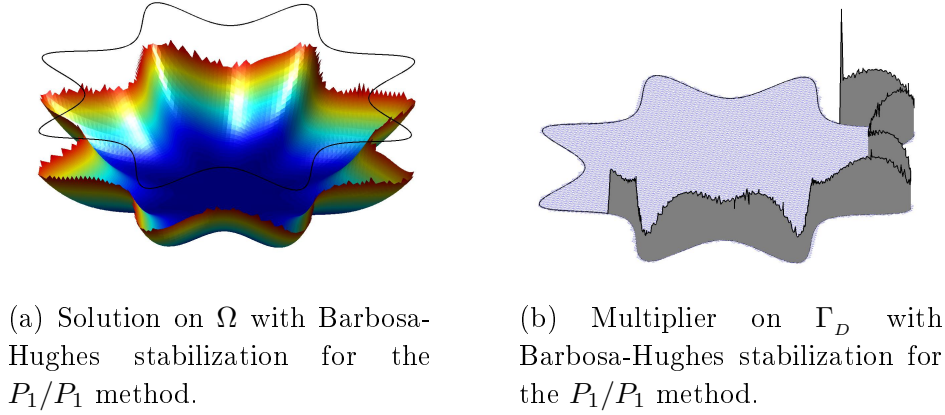 (a) Solution on Ω with Barbosa-
Hughes stabilization for the
P₁/P₁ method.
(b) Multiplier on Γ_D with
Barbosa-Hughes stabilization for
the P₁/P₁ method.